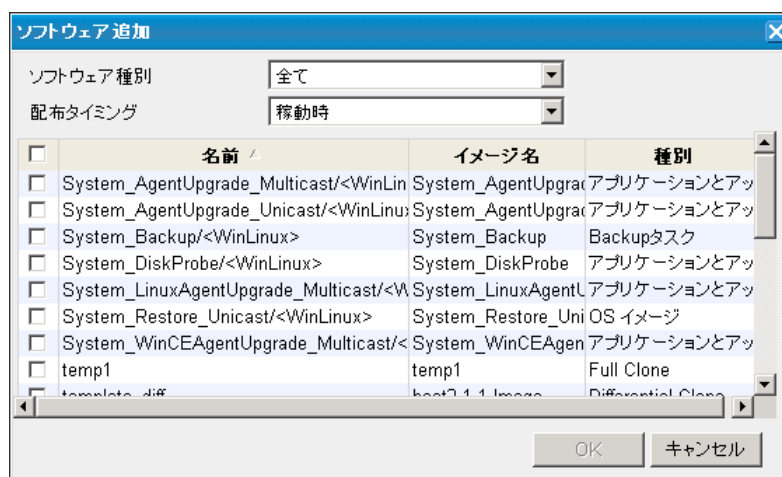 ソフトウェア追加
ソフトウェア種別 全て
配布タイミング 稼動時
名前 イメージ名 種別
System_AgentUpgrade_Multicast/<WinLin System_AgentUpgrad アプリケーションとアッ
System_AgentUpgrade_Unicast/<WinLinu System_AgentUpgrad アプリケーションとアッ
System_Backup/<WinLinux> System_Backup Backupタスク
System_DiskProbe/<WinLinux> System_DiskProbe アプリケーションとアッ
System_LinuxAgentUpgrade_Multicast/<W System_LinuxAgentU アプリケーションとアッ
System_Restore_Unicast/<WinLinux> System_Restore_Uni OS イメージ
System_WinCEAgentUpgrade_Multicast/< System_WinCEAgen アプリケーションとアッ
temp1 temp1 Full Clone
template_diff Differential Clone
OK キャンセル